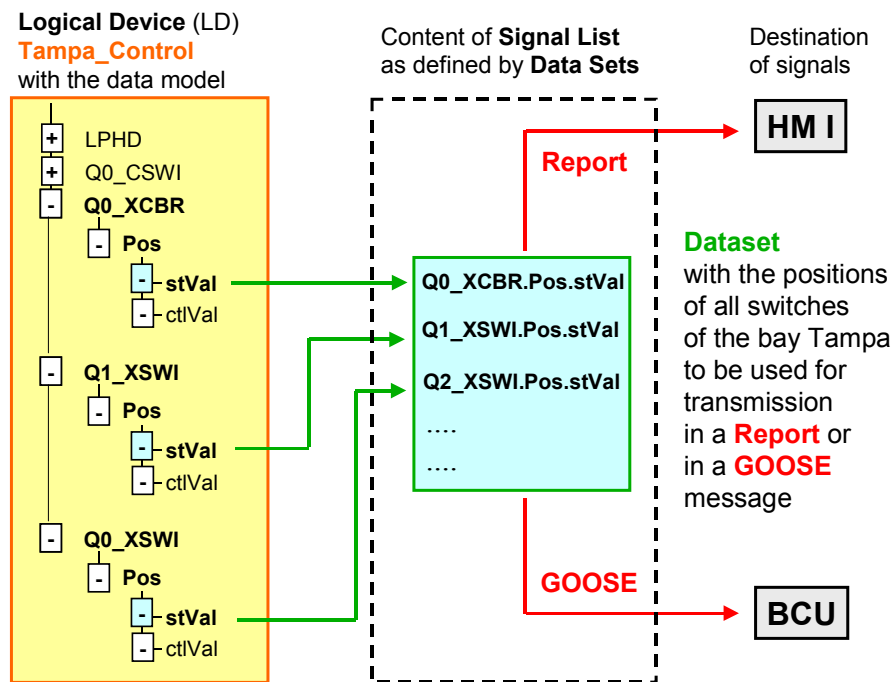 Logical Device (LD)
Tampa_Control
with the data model
+ LPHD
+ Q0_CSWI
- Q0_XCBR
- Pos
- stVal
- ctlVal
- Q1_XSWI
- Pos
- stVal
- ctlVal
- Q0_XSWI
- Pos
- stVal
- ctlVal
Content of Signal List
as defined by Data Sets
Report
Q0_XCBR.Pos.stVal
Q1_XSWI.Pos.stVal
Q2_XSWI.Pos.stVal
....
....
GOOSE
Destination
of signals
HM I
Dataset
with the positions
of all switches
of the bay Tampa
to be used for
transmission
in a Report or
in a GOOSE
message
BCU